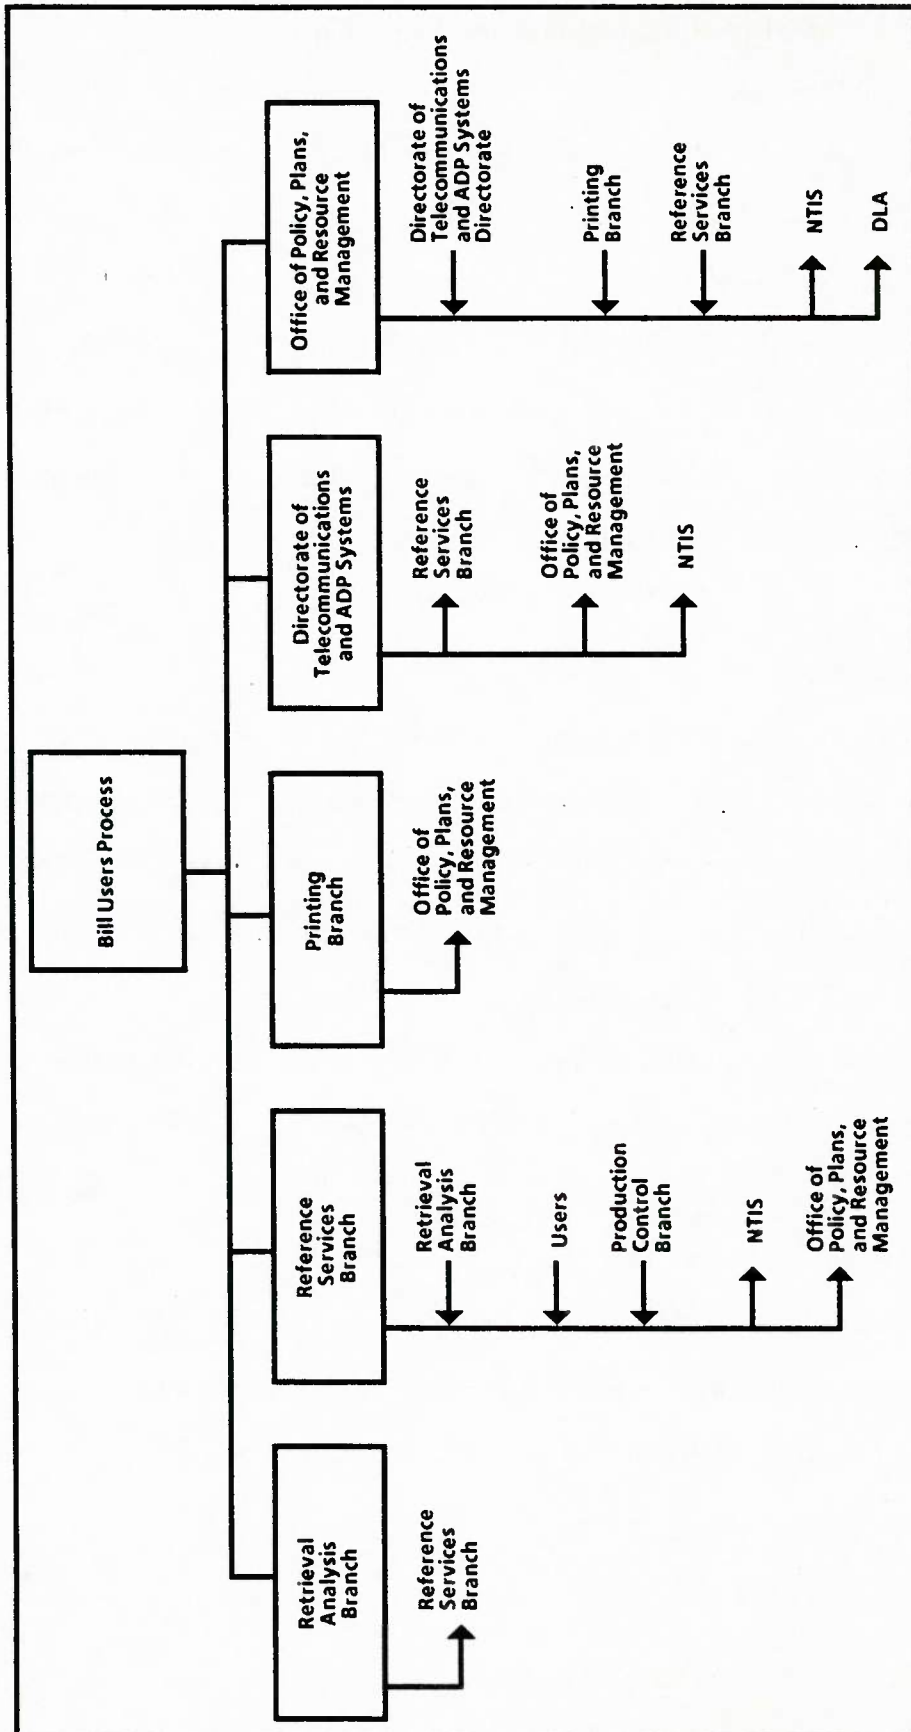 Bill Users Process
Retrieval
Analysis
Branch
Reference
Services
Branch
Reference
Services
Branch
Retrieval
Analysis
Branch
Users
Production
Control
Branch
NTIS
Office of
Policy, Plans,
and Resource
Management
Printing
Branch
Office of
Policy, Plans,
and Resource
Management
Directorate of
Telecommunications
and ADP Systems
Reference
Services
Branch
Office of
Policy, Plans,
and Resource
Management
NTIS
Office of Policy, Plans,
and Resource
Management
Directorate of
Telecommunications
and ADP Systems
Directorate
Printing
Branch
Reference
Services
Branch
NTIS
DLA